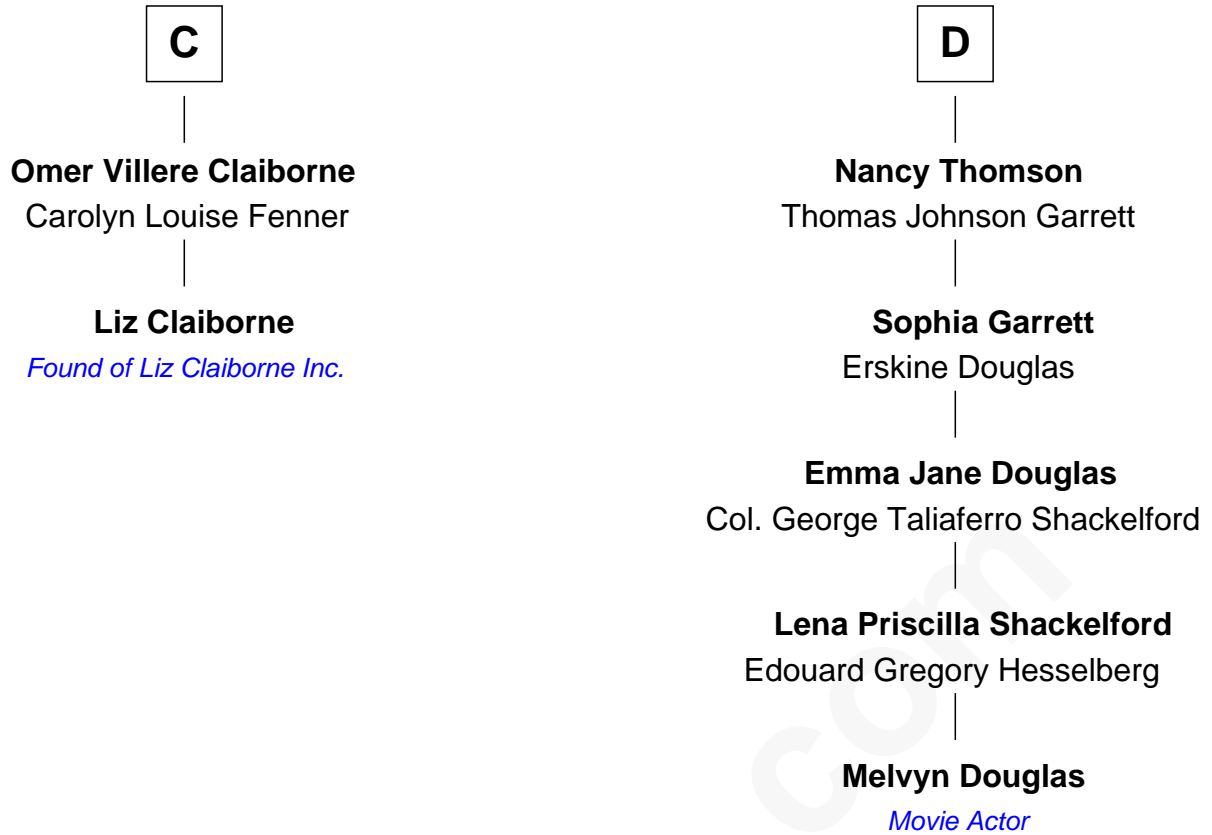 C
Omer Villere Claiborne
Carolyn Louise Fenner
Liz Claiborne
Found of Liz Claiborne Inc.
D
Nancy Thomson
Thomas Johnson Garrett
Sophia Garrett
Erskine Douglas
Emma Jane Douglas
Col. George Taliaferro Shackelford
Lena Priscilla Shackelford
Edouard Gregory Hesselberg
Melvyn Douglas
Movie Actor
com